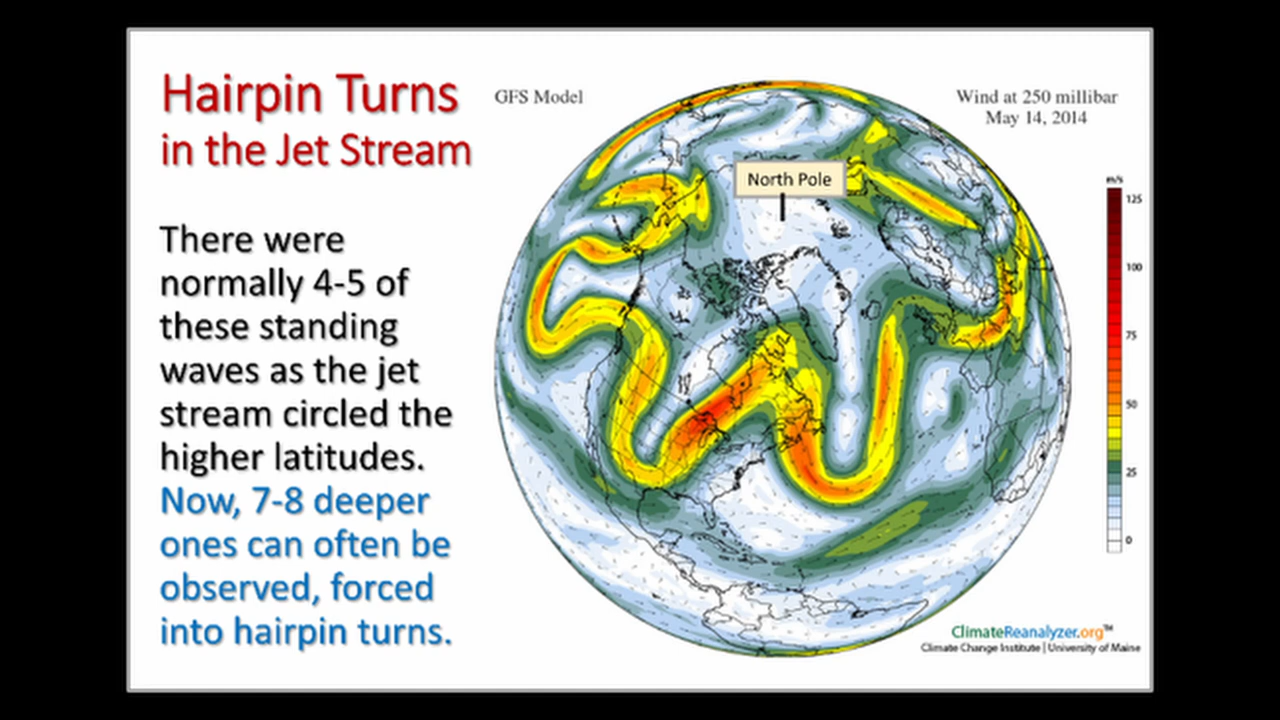 Hairpin Turns
in the Jet Stream
There were
normally 4-5 of
these standing
waves as the jet
stream circled the
higher latitudes.
Now, 7-8 deeper
ones can often be
observed, forced
into hairpin turns.
GFS Model
Wind at 250 millibar
May 14, 2014
North Pole
m/s
125
100
75
50
25
0
ClimateReanalyzer.org™
Climate Change Institute | University of Maine